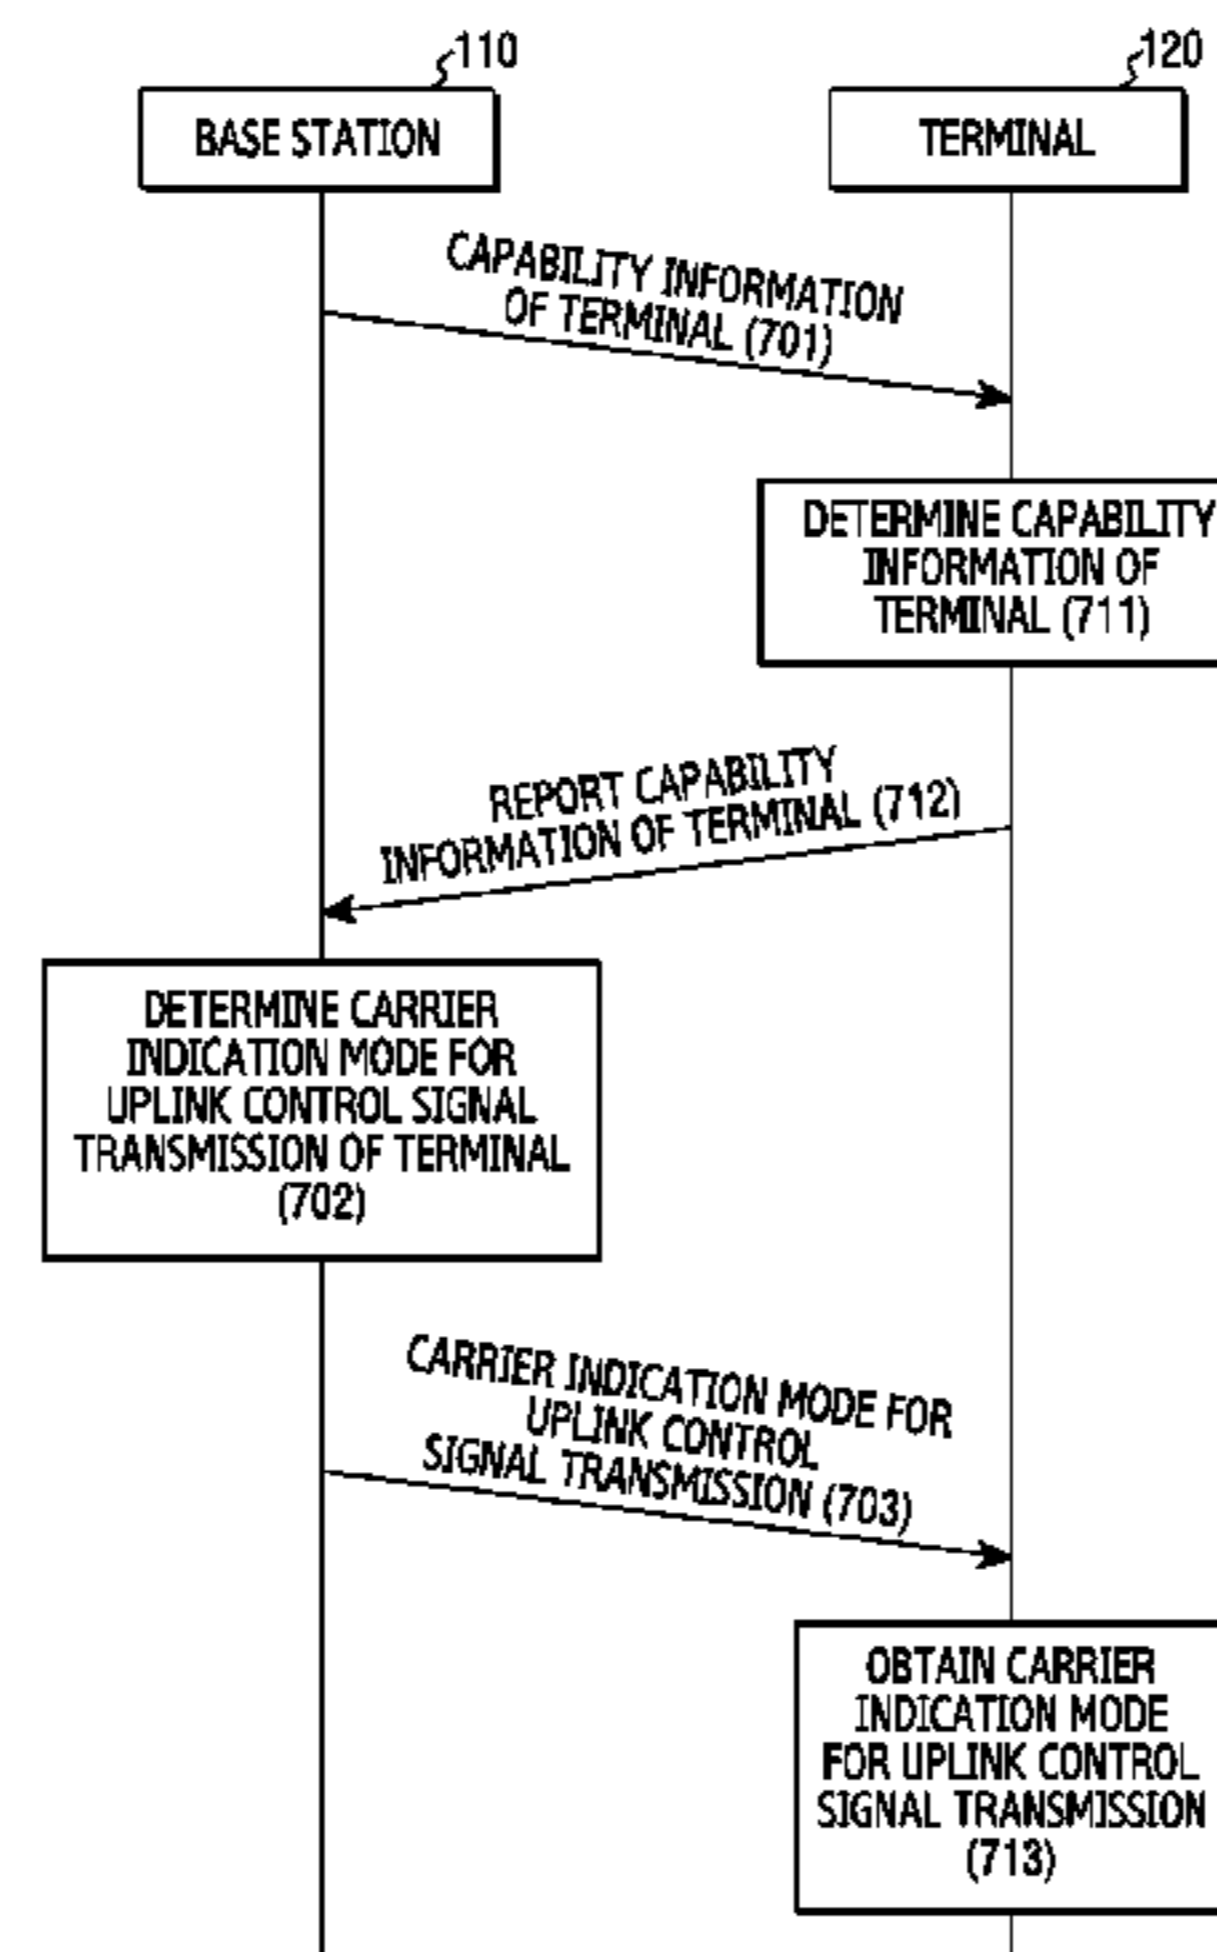 110
120
BASE STATION
TERMINAL
CAPABILITY INFORMATION
OF TERMINAL (701)
DETERMINE CAPABILITY
INFORMATION OF
TERMINAL (711)
REPORT CAPABILITY
INFORMATION OF TERMINAL (712)
DETERMINE CARRIER
INDICATION MODE FOR
UPLINK CONTROL SIGNAL
TRANSMISSION OF TERMINAL
(702)
CARRIER INDICATION MODE FOR
UPLINK CONTROL
SIGNAL TRANSMISSION (703)
OBTAIN CARRIER
INDICATION MODE
FOR UPLINK CONTROL
SIGNAL TRANSMISSION
(713)